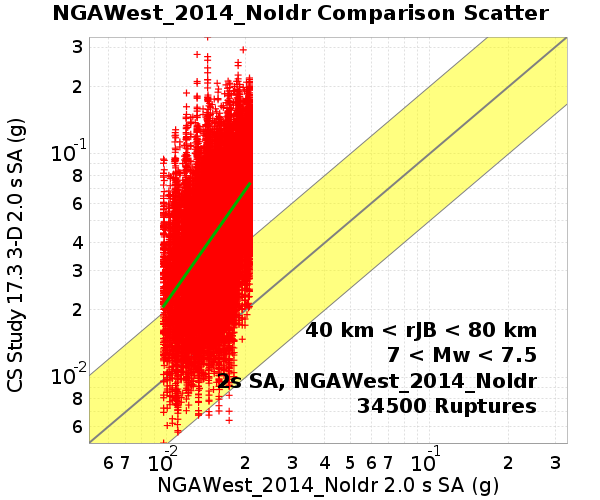 NGAWest_2014_NoIdr Comparison Scatter
CS Study 17.3 3-D 2.0 s SA (g)
3
2
10-1
8
6
4
3
2
10-2
8
6
40 km < rJB < 80 km
7 < Mw < 7.5
2s SA, NGAWest_2014_NoIdr
34500 Ruptures
6 7 10-2 2 3 4 5 6 7 10-1 2 3
NGAWest_2014_NoIdr 2.0 s SA (g)